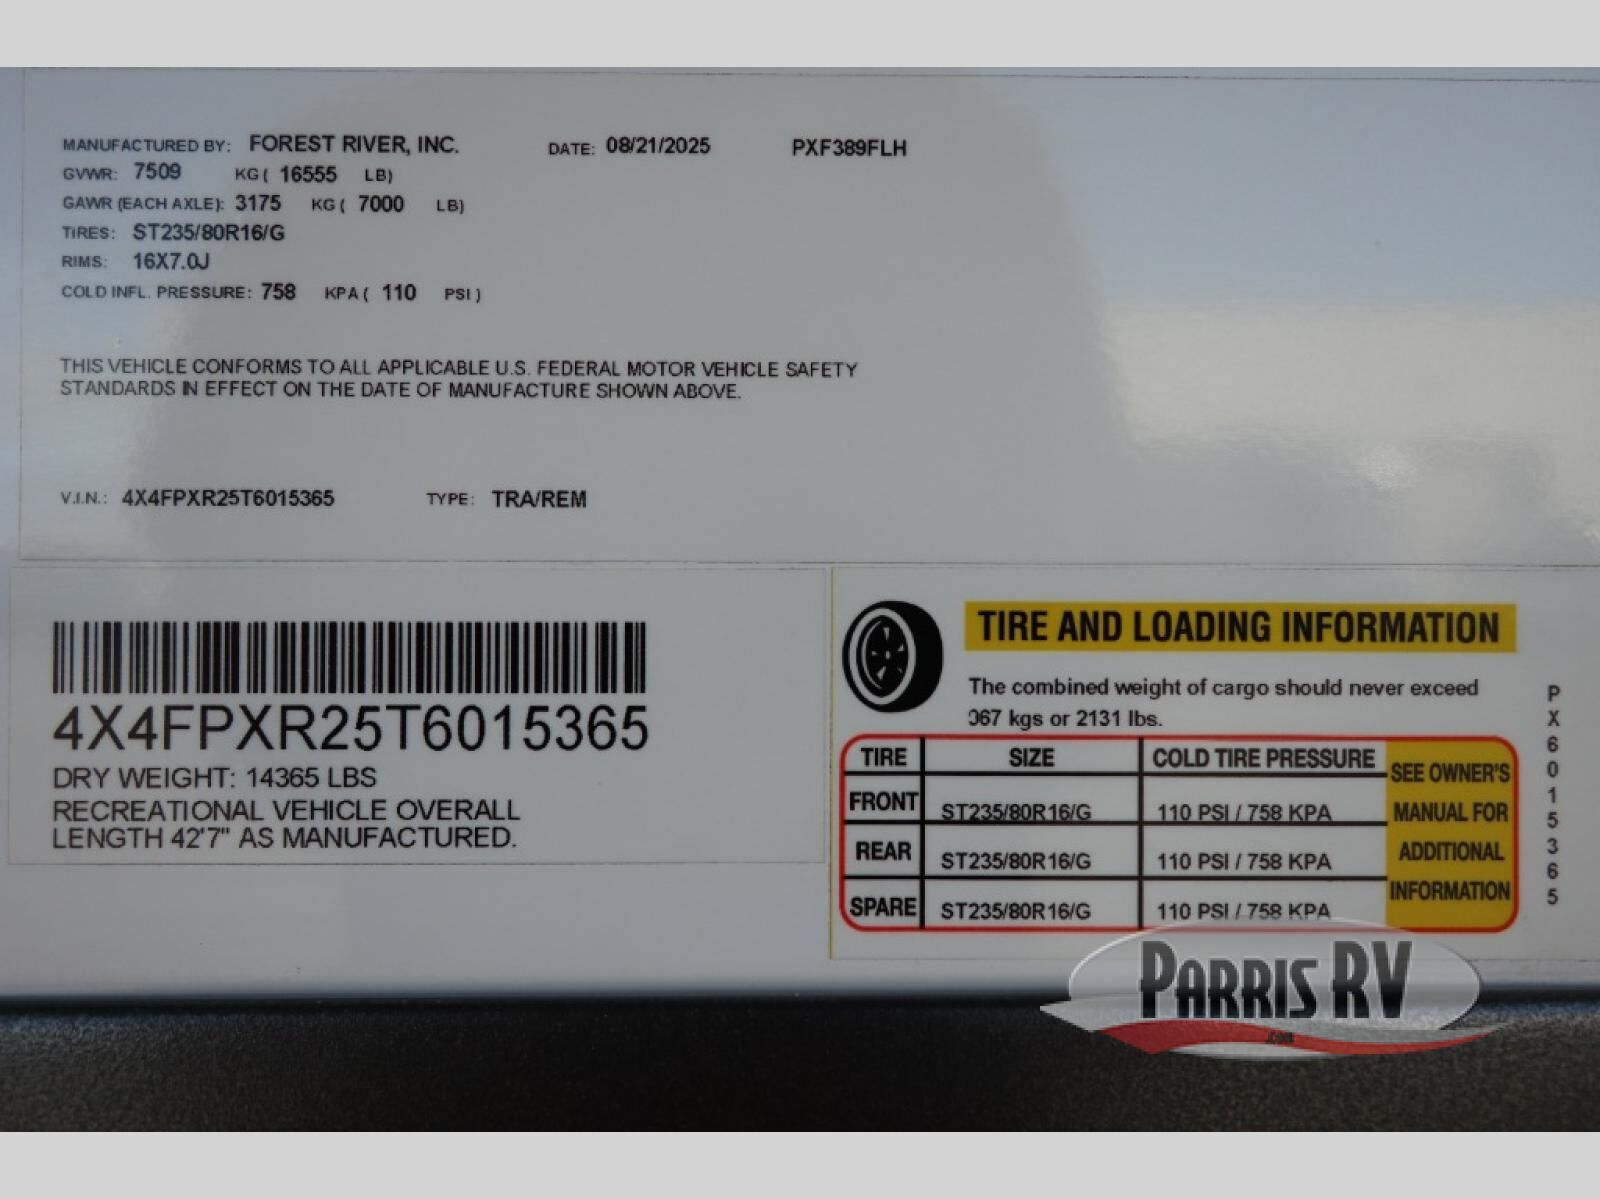 MANUFACTURED BY: FOREST RIVER, INC. DATE: 08/21/2025 PXF389FLH
GVWR: 7509 KG ( 16555 LB)
GAWR (EACH AXLE): 3175 KG ( 7000 LB)
TIRES: ST235/80R16/G
RIMS: 16X7.0J
COLD INFL. PRESSURE: 758 KPA ( 110 PSI )
THIS VEHICLE CONFORMS TO ALL APPLICABLE U.S. FEDERAL MOTOR VEHICLE SAFETY
STANDARDS IN EFFECT ON THE DATE OF MANUFACTURE SHOWN ABOVE.
V.I.N.: 4X4FPXR25T6015365 TYPE: TRA/REM
4X4FPXR25T6015365
DRY WEIGHT: 14365 LBS
RECREATIONAL VEHICLE OVERALL
LENGTH 42'7" AS MANUFACTURED.
TIRE AND LOADING INFORMATION
The combined weight of cargo should never exceed
067 kgs or 2131 lbs.
TIRE SIZE COLD TIRE PRESSURE
FRONT ST235/80R16/G 110 PSI / 758 KPA
REAR ST235/80R16/G 110 PSI / 758 KPA
SPARE ST235/80R16/G 110 PSI / 758 KPA
SEE OWNER'S
MANUAL FOR
ADDITIONAL
INFORMATION
PX6015365
PARRIS RV
.COM